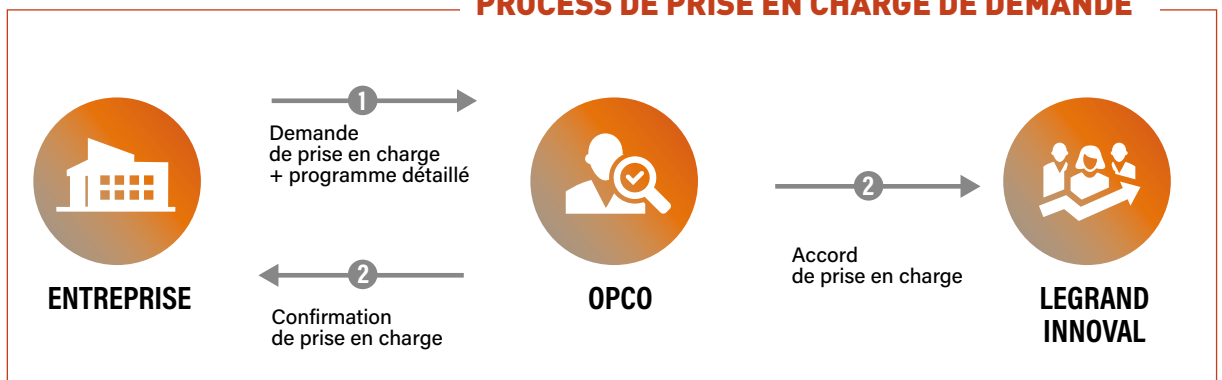 PROCESS DE PRISE EN CHARGE DE DEMANDE
1
Demande
de prise en charge
+ programme détaillé
2
Confirmation
de prise en charge
ENTREPRISE
OPCO
2
Accord
de prise en charge
LEGRAND
INNOVAL